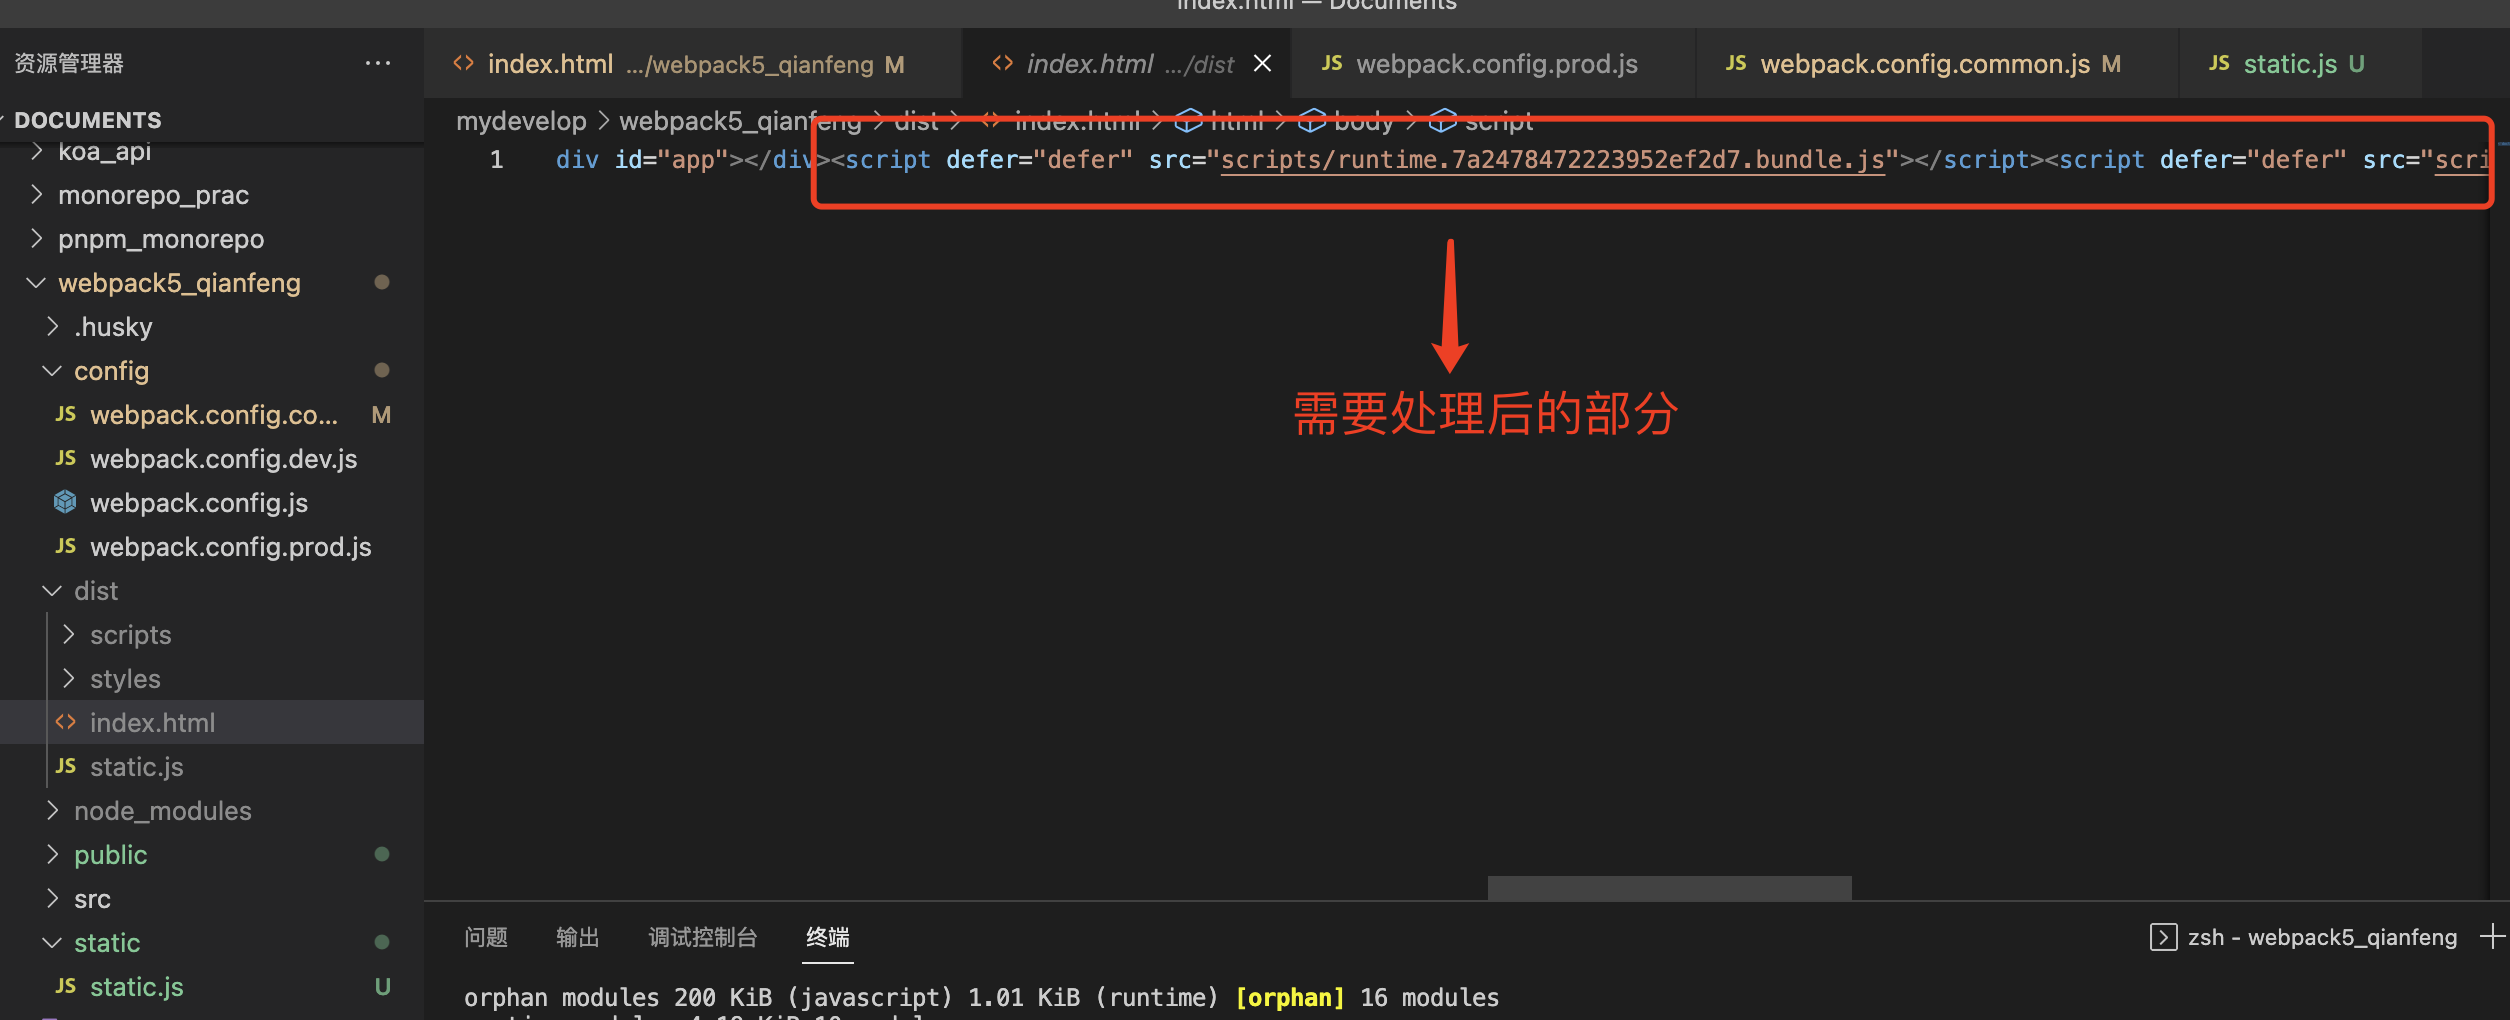 index.html — Documents
资源管理器 ···
index.html .../webpack5_qianfeng M
index.html .../dist
JS webpack.config.prod.js
JS webpack.config.common.js M
JS static.js U
DOCUMENTS
mydevelop > webpack5_qianfeng > dist > index.html > html > body > script
1 div id="app"></div><script defer="defer" src="scripts/runtime.7a2478472223952ef2d7.bundle.js"></script><script defer="defer" src="scri
需要处理后的部分
koa_api
monorepo_prac
pnpm_monorepo
webpack5_qianfeng
.husky
config
JS webpack.config.co... M
JS webpack.config.dev.js
webpack.config.js
JS webpack.config.prod.js
dist
scripts
styles
index.html
JS static.js
node_modules
public
src
static
JS static.js U
问题 输出 调试控制台 终端
zsh - webpack5_qianfeng
orphan modules 200 KiB (javascript) 1.01 KiB (runtime) [orphan] 16 modules